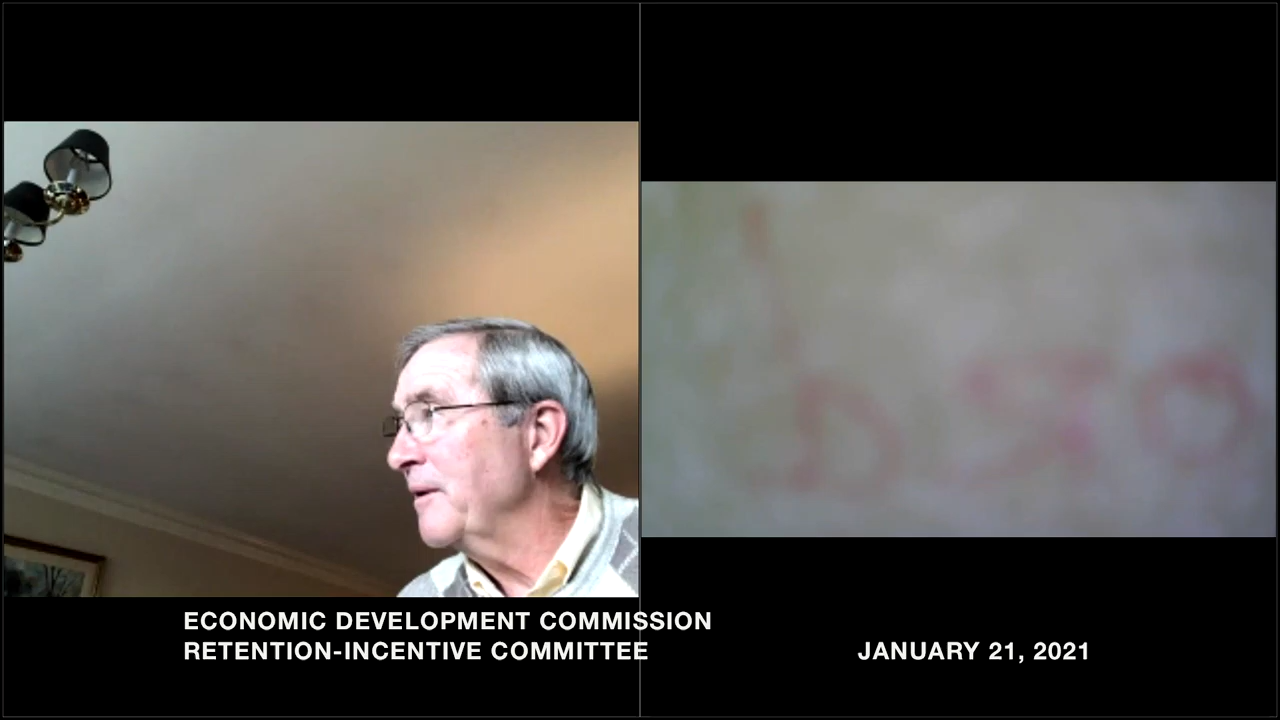 ECONOMIC DEVELOPMENT COMMISSION
RETENTION-INCENTIVE COMMITTEE
JANUARY 21, 2021